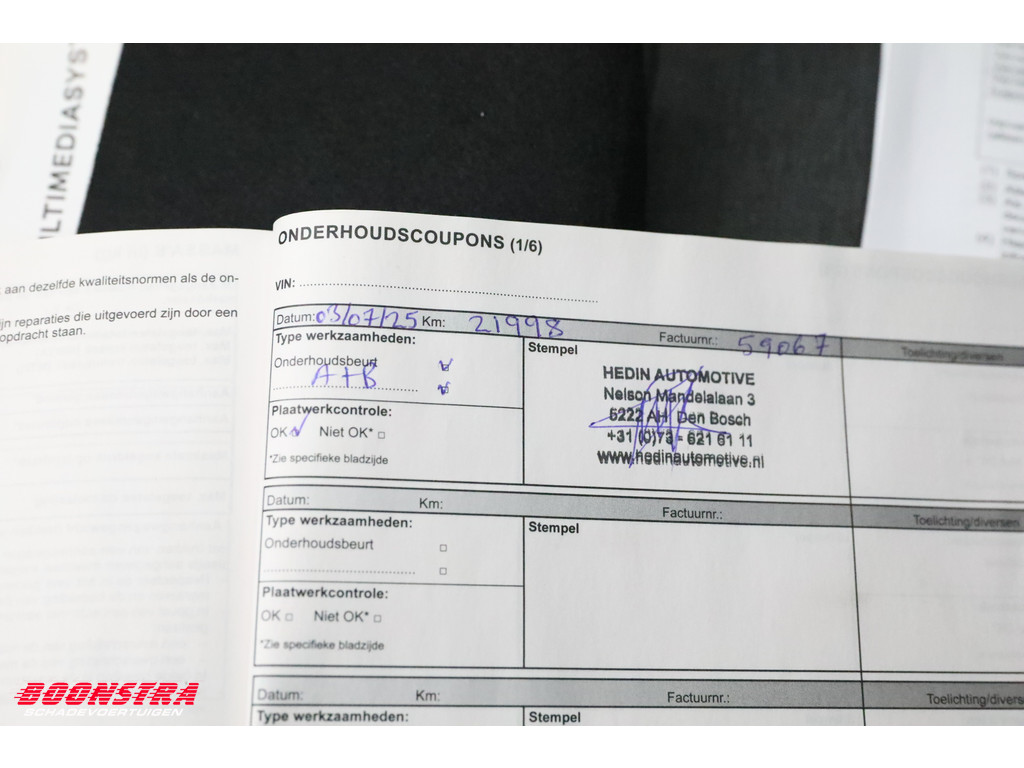 LTIMEDIASYS
aan dezelfde kwaliteitsnormen als de on-
ijn reparaties die uitgevoerd zijn door een
opdracht staan.
ONDERHOUDSCOUPONS (1/6)
VIN:
Datum: 03/07/25 Km: 21998 Factuurnr.: 59067 Toelichting/diversen
Type werkzaamheden:
Stempel
Onderhoudsbeurt
A+B
Plaatwerkcontrole:
OK Niet OK*
*Zie specifieke bladzijde
HEDIN AUTOMOTIVE
Nelson Mandelalaan 3
5222 AH Den Bosch
+31 (0)73 - 621 61 11
www.hedinautomotive.nl
Datum: Km: Factuurnr.: Toelichting/diversen
Type werkzaamheden:
Stempel
Onderhoudsbeurt
Plaatwerkcontrole:
OK Niet OK*
*Zie specifieke bladzijde
Datum: Km: Factuurnr.: Toelichting/diverse
Type werkzaamheden:
Stempel
BOONSTRA
SCHADEVOERTUIGEN